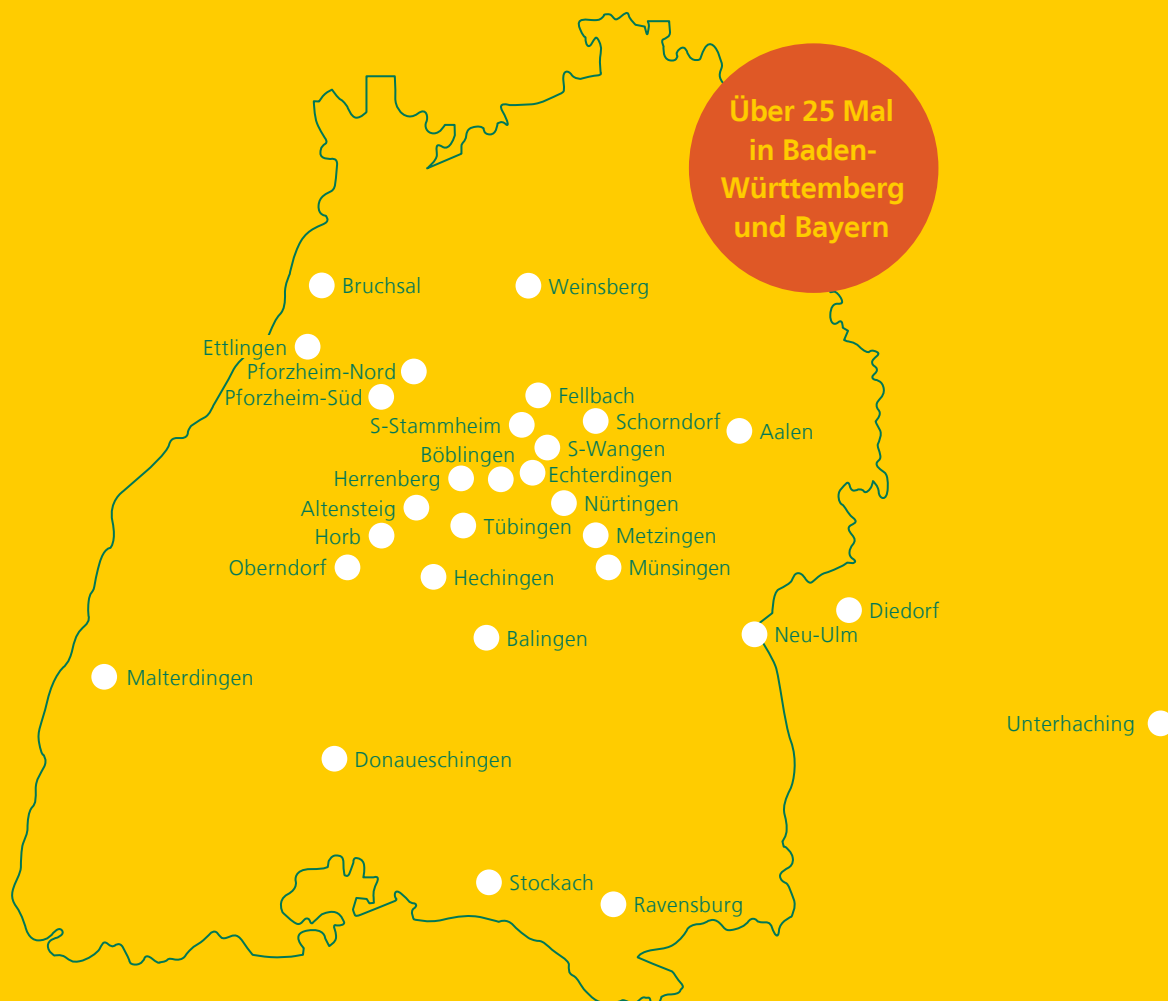 Über 25 Mal
in Baden-
Württemberg
und Bayern
Bruchsal
Weinsberg
Ettlingen
Pforzheim-Nord
Pforzheim-Süd
Fellbach
S-Stammheim
Schorndorf
Aalen
S-Wangen
Böblingen
Herrenberg
Echterdingen
Altensteig
Nürtingen
Horb
Tübingen
Metzingen
Oberndorf
Hechingen
Münsingen
Diedorf
Balingen
Neu-Ulm
Malterdingen
Unterhaching
Donaueschingen
Stockach
Ravensburg